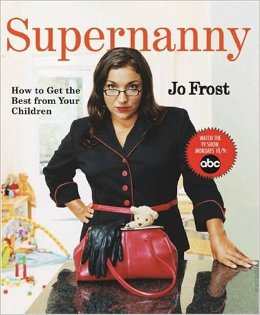 Supernanny
How to Get the
Best from Your
Children
Jo Frost
WATCH THE
TV SHOW
MONDAYS 10/9c
abc